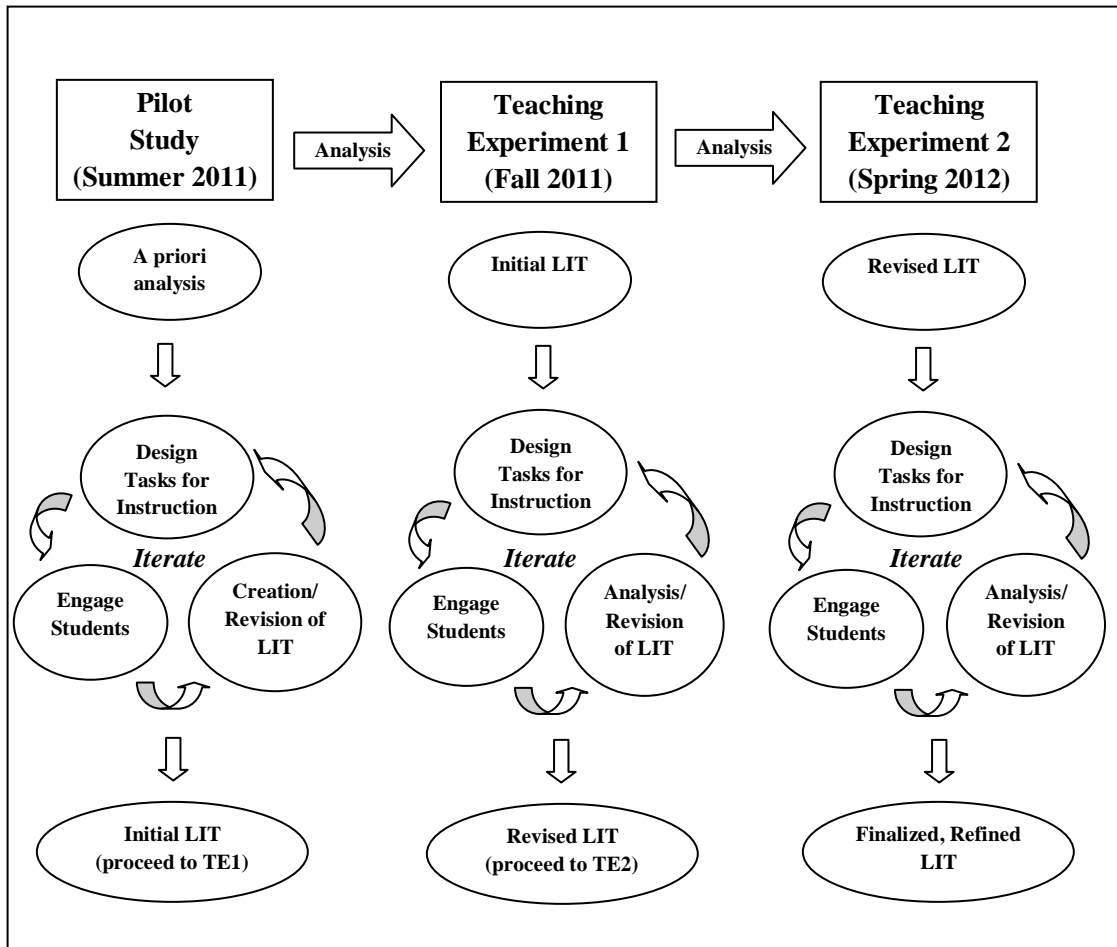 Pilot
Study
(Summer 2011)
Analysis
Teaching
Experiment 1
(Fall 2011)
Analysis
Teaching
Experiment 2
(Spring 2012)
A priori
analysis
Initial LIT
Revised LIT
Design
Tasks for
Instruction
Iterate
Engage
Students
Creation/
Revision of
LIT
Design
Tasks for
Instruction
Iterate
Engage
Students
Analysis/
Revision
of LIT
Design
Tasks for
Instruction
Iterate
Engage
Students
Analysis/
Revision
of LIT
Initial LIT
(proceed to TE1)
Revised LIT
(proceed to TE2)
Finalized, Refined
LIT